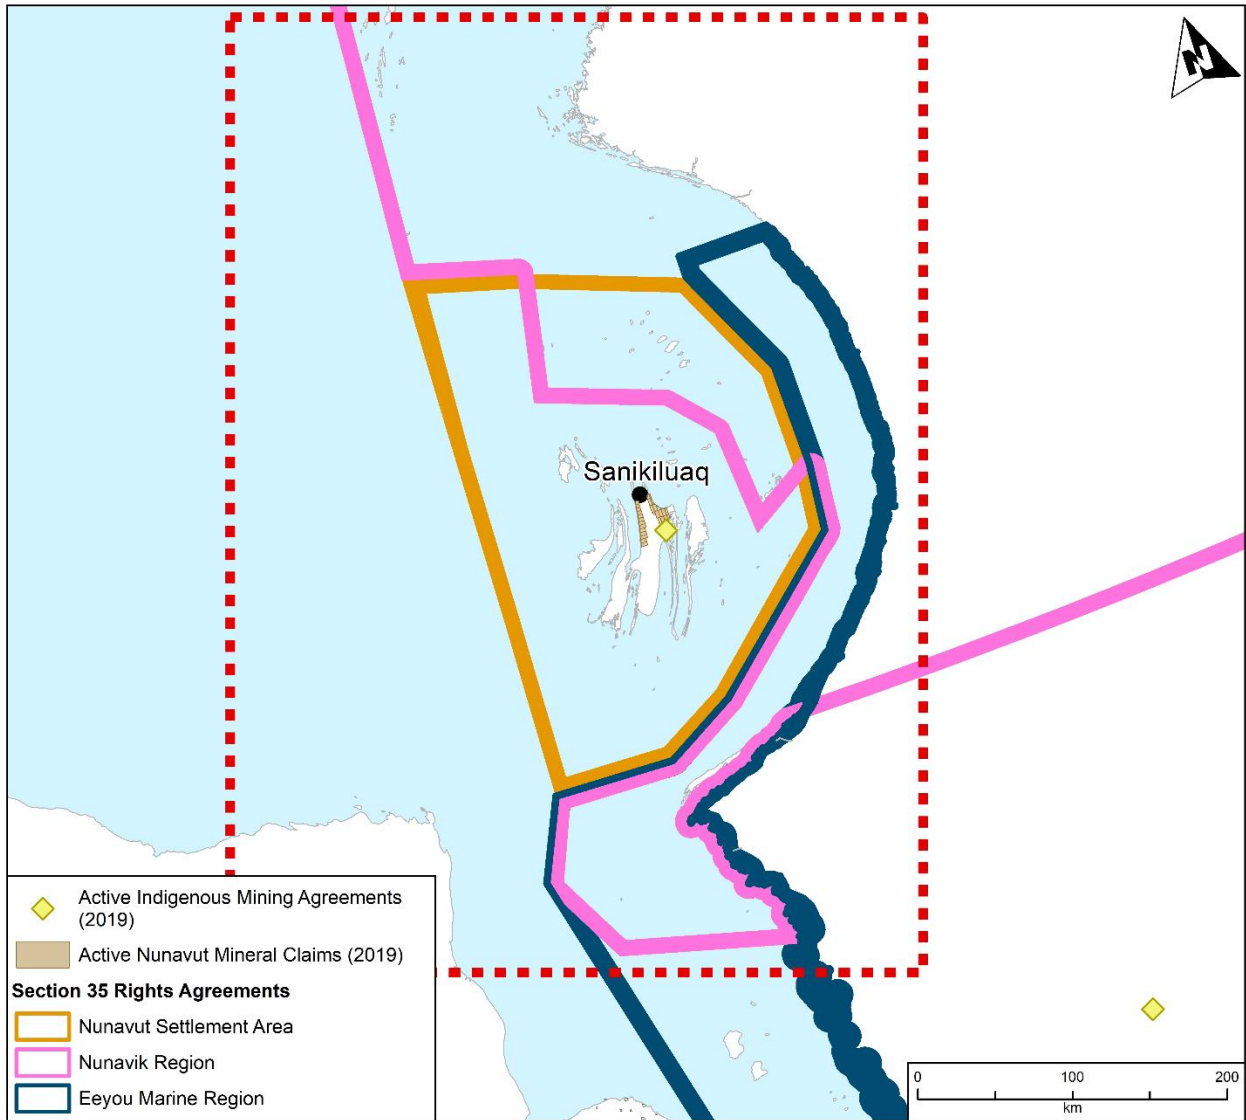 N
Sanikiluaq
Active Indigenous Mining Agreements
(2019)
Active Nunavut Mineral Claims (2019)
Section 35 Rights Agreements
Nunavut Settlement Area
Nunavik Region
Eeyou Marine Region
0 100 200
km